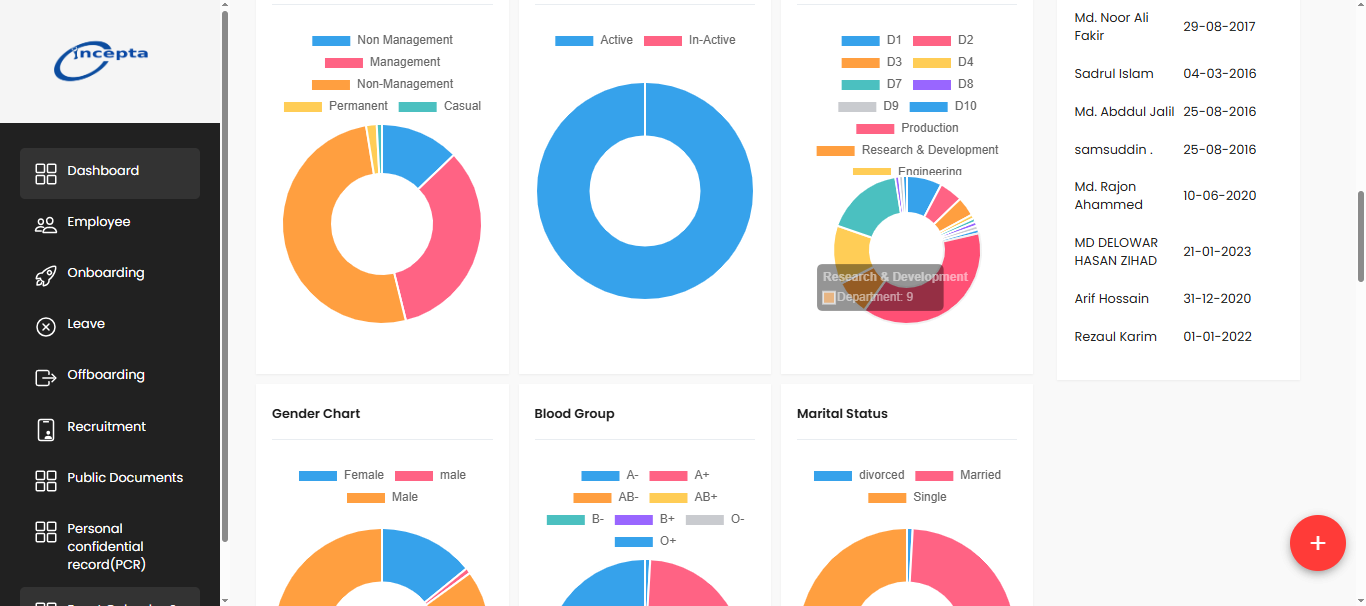 incepta
Dashboard
Employee
Onboarding
Leave
Offboarding
Recruitment
Public Documents
Personal
confidential
record(PCR)
Non Management
Management
Non-Management
Permanent Casual
Active In-Active
D1 D2
D3 D4
D7 D8
D9 D10
Production
Research & Development
Engineering
Research & Development
Department: 9
Md. Noor Ali
Fakir 29-08-2017
Sadrul Islam 04-03-2016
Md. Abddul Jalil 25-08-2016
samsuddin . 25-08-2016
Md. Rajon
Ahammed 10-06-2020
MD DELOWAR
HASAN ZIHAD 21-01-2023
Arif Hossain 31-12-2020
Rezaul Karim 01-01-2022
Gender Chart
Female male
Male
Blood Group
A- A+
AB- AB+
B- B+ O-
O+
Marital Status
divorced Married
Single
+